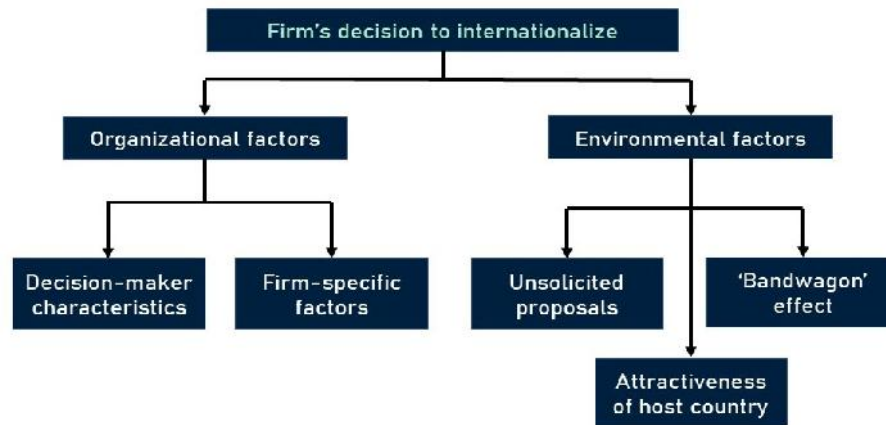 Firm's decision to internationalize
Organizational factors
Environmental factors
Decision-maker
characteristics
Firm-specific
factors
Unsolicited
proposals
'Bandwagon'
effect
Attractiveness
of host country